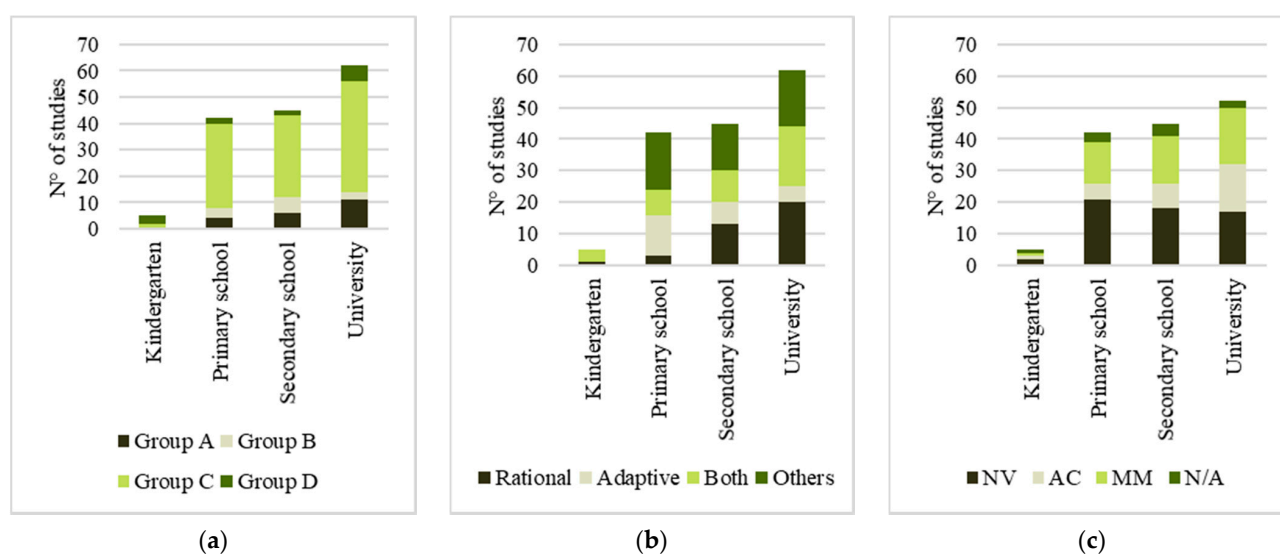 70
60
50
40
30
20
10
0
N° of studies
Kindergarten
Primary school
Secondary school
University
Group A Group B
Group C Group D
(a)
70
60
50
40
30
20
10
0
N° of studies
Kindergarten
Primary school
Secondary school
University
Rational Adaptive Both Others
(b)
70
60
50
40
30
20
10
0
N° of studies
Kindergarten
Primary school
Secondary school
University
NV AC MM N/A
(c)